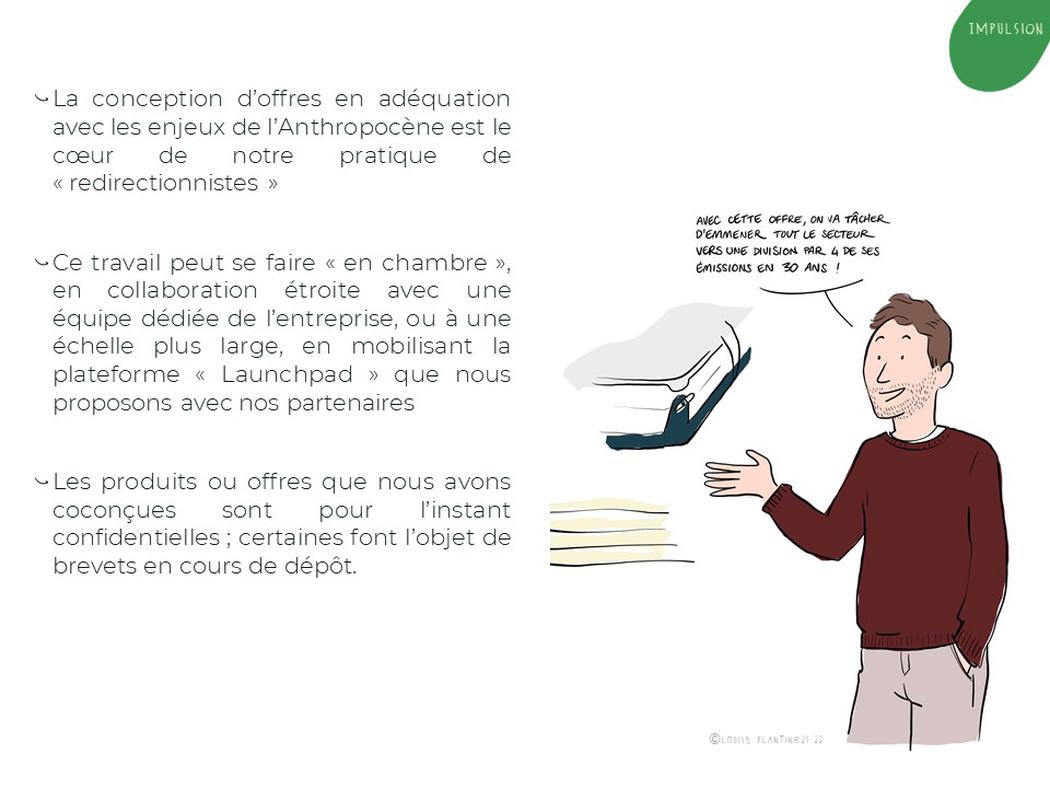 IMPULSION
La conception d’offres en adéquation
avec les enjeux de l’Anthropocène est le
cœur de notre pratique de
« redirectionnistes »
Ce travail peut se faire « en chambre »,
en collaboration étroite avec une
équipe dédiée de l’entreprise, ou à une
échelle plus large, en mobilisant la
plateforme « Launchpad » que nous
proposons avec nos partenaires
Les produits ou offres que nous avons
coconçues sont pour l’instant
confidentielles ; certaines font l’objet de
brevets en cours de dépôt.
AVEC CETTE OFFRE, ON VA TÂCHER
D'EMMENER TOUT LE SECTEUR
VERS UNE DIVISION PAR 4 DE SES
ÉMISSIONS EN 30 ANS !
©LOUISE PLANTIN